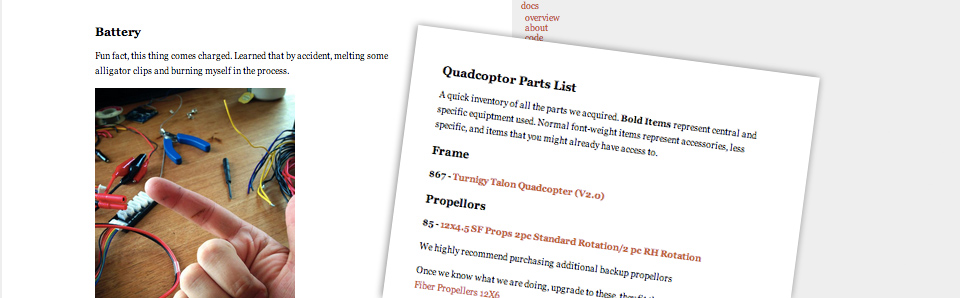 docs
overview
about
code
Battery
Fun fact, this thing comes charged. Learned that by accident, melting some
alligator clips and burning myself in the process.
Quadcoptor Parts List
A quick inventory of all the parts we acquired. Bold Items represent central and
specific equiptment used. Normal font-weight items represent accessories, less
specific, and items that you might already have access to.
Frame
867 - Turnigy Talon Quadcopter (V2.0)
Propellors
85 - 12x4.5 SF Props 2pc Standard Rotation/2 pc RH Rotation
We highly recommend purchasing additional backup propellors
Once we know what we are doing, upgrade to these, they
Fiber Propellers 12X6